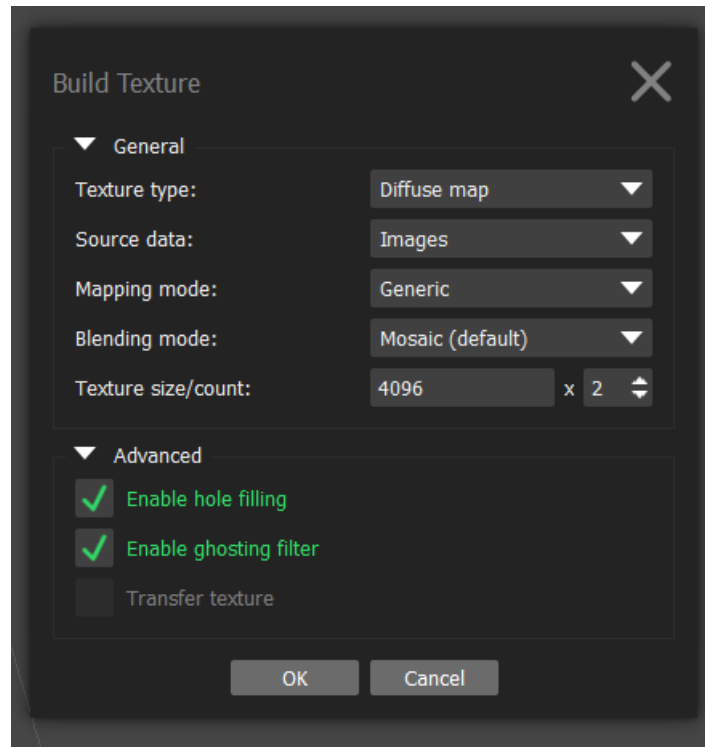 Build Texture
General
Texture type: Diffuse map
Source data: Images
Mapping mode: Generic
Blending mode: Mosaic (default)
Texture size/count: 4096 x 2
Advanced
Enable hole filling
Enable ghosting filter
Transfer texture
OK Cancel